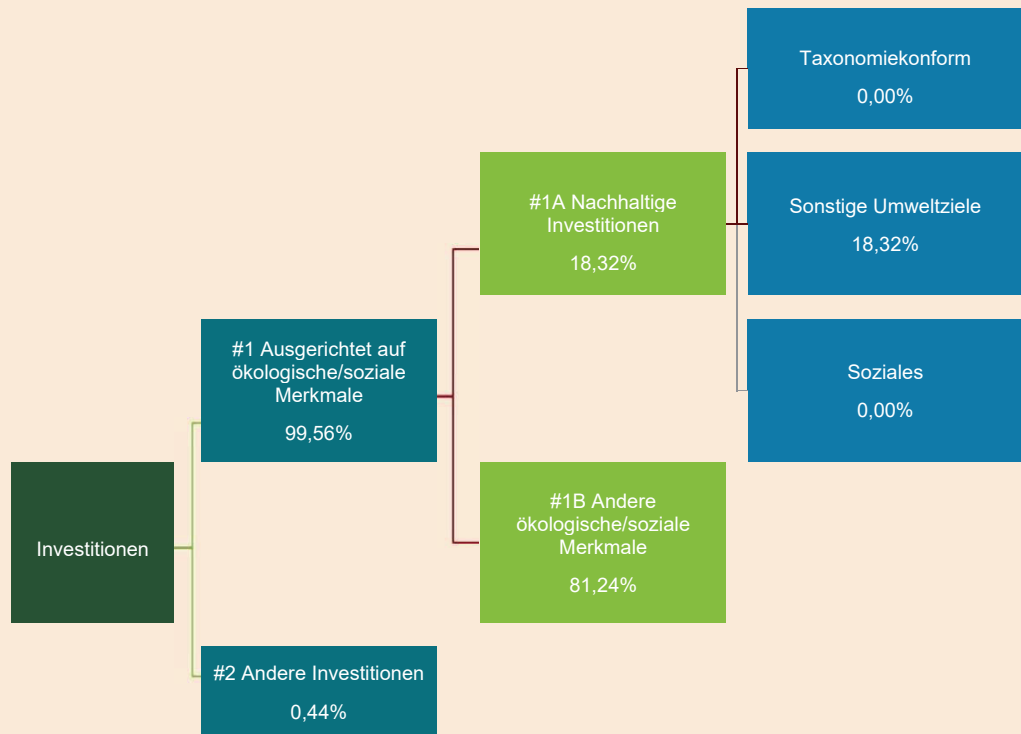 Taxonomiekonform
0,00%
#1A Nachhaltige
Investitionen
18,32%
Sonstige Umweltziele
18,32%
#1 Ausgerichtet auf
ökologische/soziale
Merkmale
99,56%
Soziales
0,00%
Investitionen
#1B Andere
ökologische/soziale
Merkmale
81,24%
#2 Andere Investitionen
0,44%